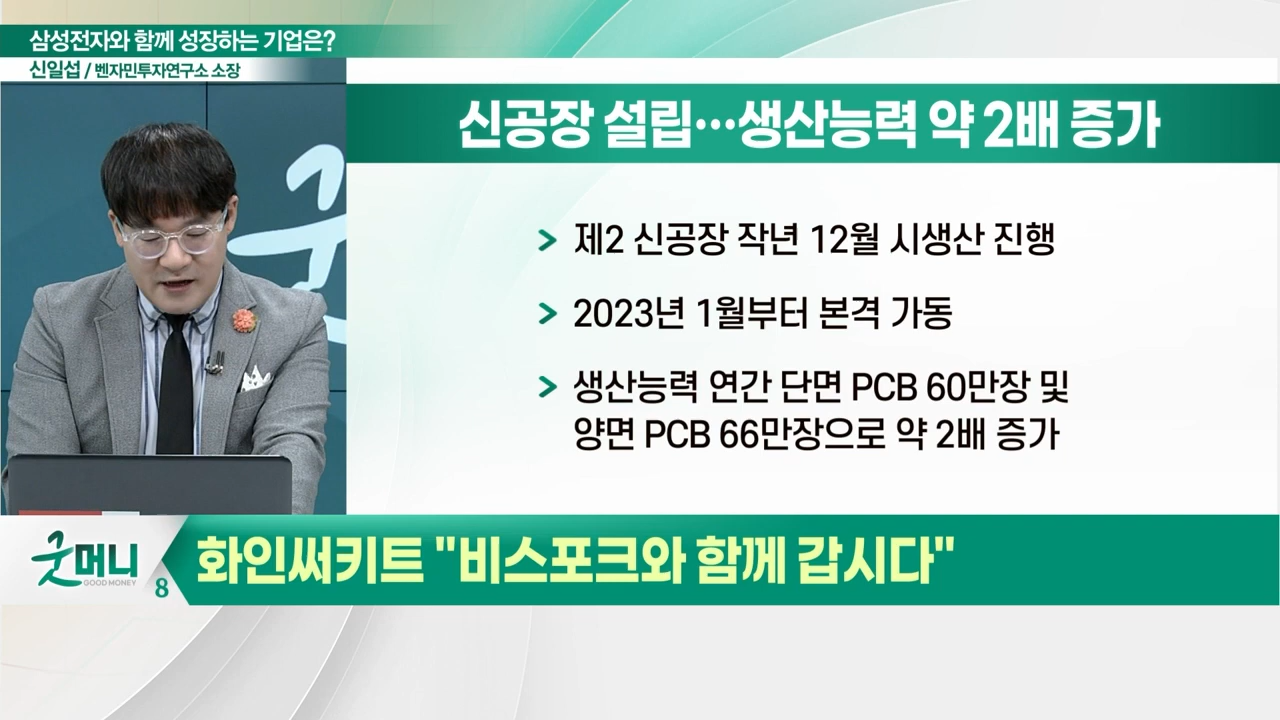 삼성전자와 함께 성장하는 기업은?
신일섭 / 벤자민투자연구소 소장
신공장 설립…생산능력 약 2배 증가
> 제2 신공장 작년 12월 시생산 진행
> 2023년 1월부터 본격 가동
> 생산능력 연간 단면 PCB 60만장 및
양면 PCB 66만장으로 약 2배 증가
굿머니
GOOD MONEY
8
화인써키트 "비스포크와 함께 갑시다"